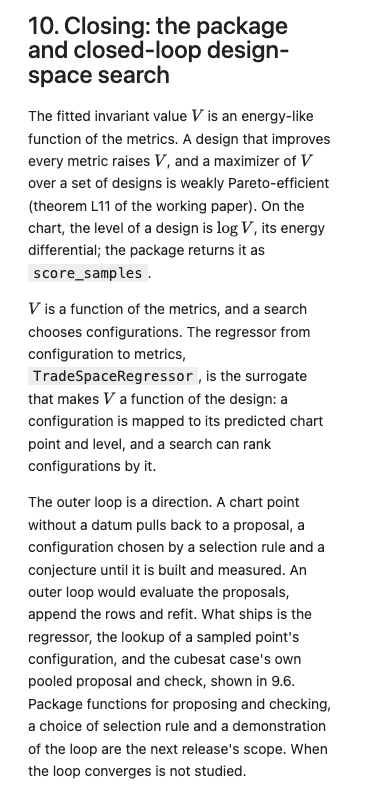 10. Closing: the package
and closed-loop design-
space search
The fitted invariant value V is an energy-like
function of the metrics. A design that improves
every metric raises V, and a maximizer of V
over a set of designs is weakly Pareto-efficient
(theorem L11 of the working paper). On the
chart, the level of a design is log V, its energy
differential; the package returns it as
score_samples.
V is a function of the metrics, and a search
chooses configurations. The regressor from
configuration to metrics,
TradeSpaceRegressor, is the surrogate
that makes V a function of the design: a
configuration is mapped to its predicted chart
point and level, and a search can rank
configurations by it.
The outer loop is a direction. A chart point
without a datum pulls back to a proposal, a
configuration chosen by a selection rule and a
conjecture until it is built and measured. An
outer loop would evaluate the proposals,
append the rows and refit. What ships is the
regressor, the lookup of a sampled point's
configuration, and the cubesat case's own
pooled proposal and check, shown in 9.6.
Package functions for proposing and checking,
a choice of selection rule and a demonstration
of the loop are the next release's scope. When
the loop converges is not studied.